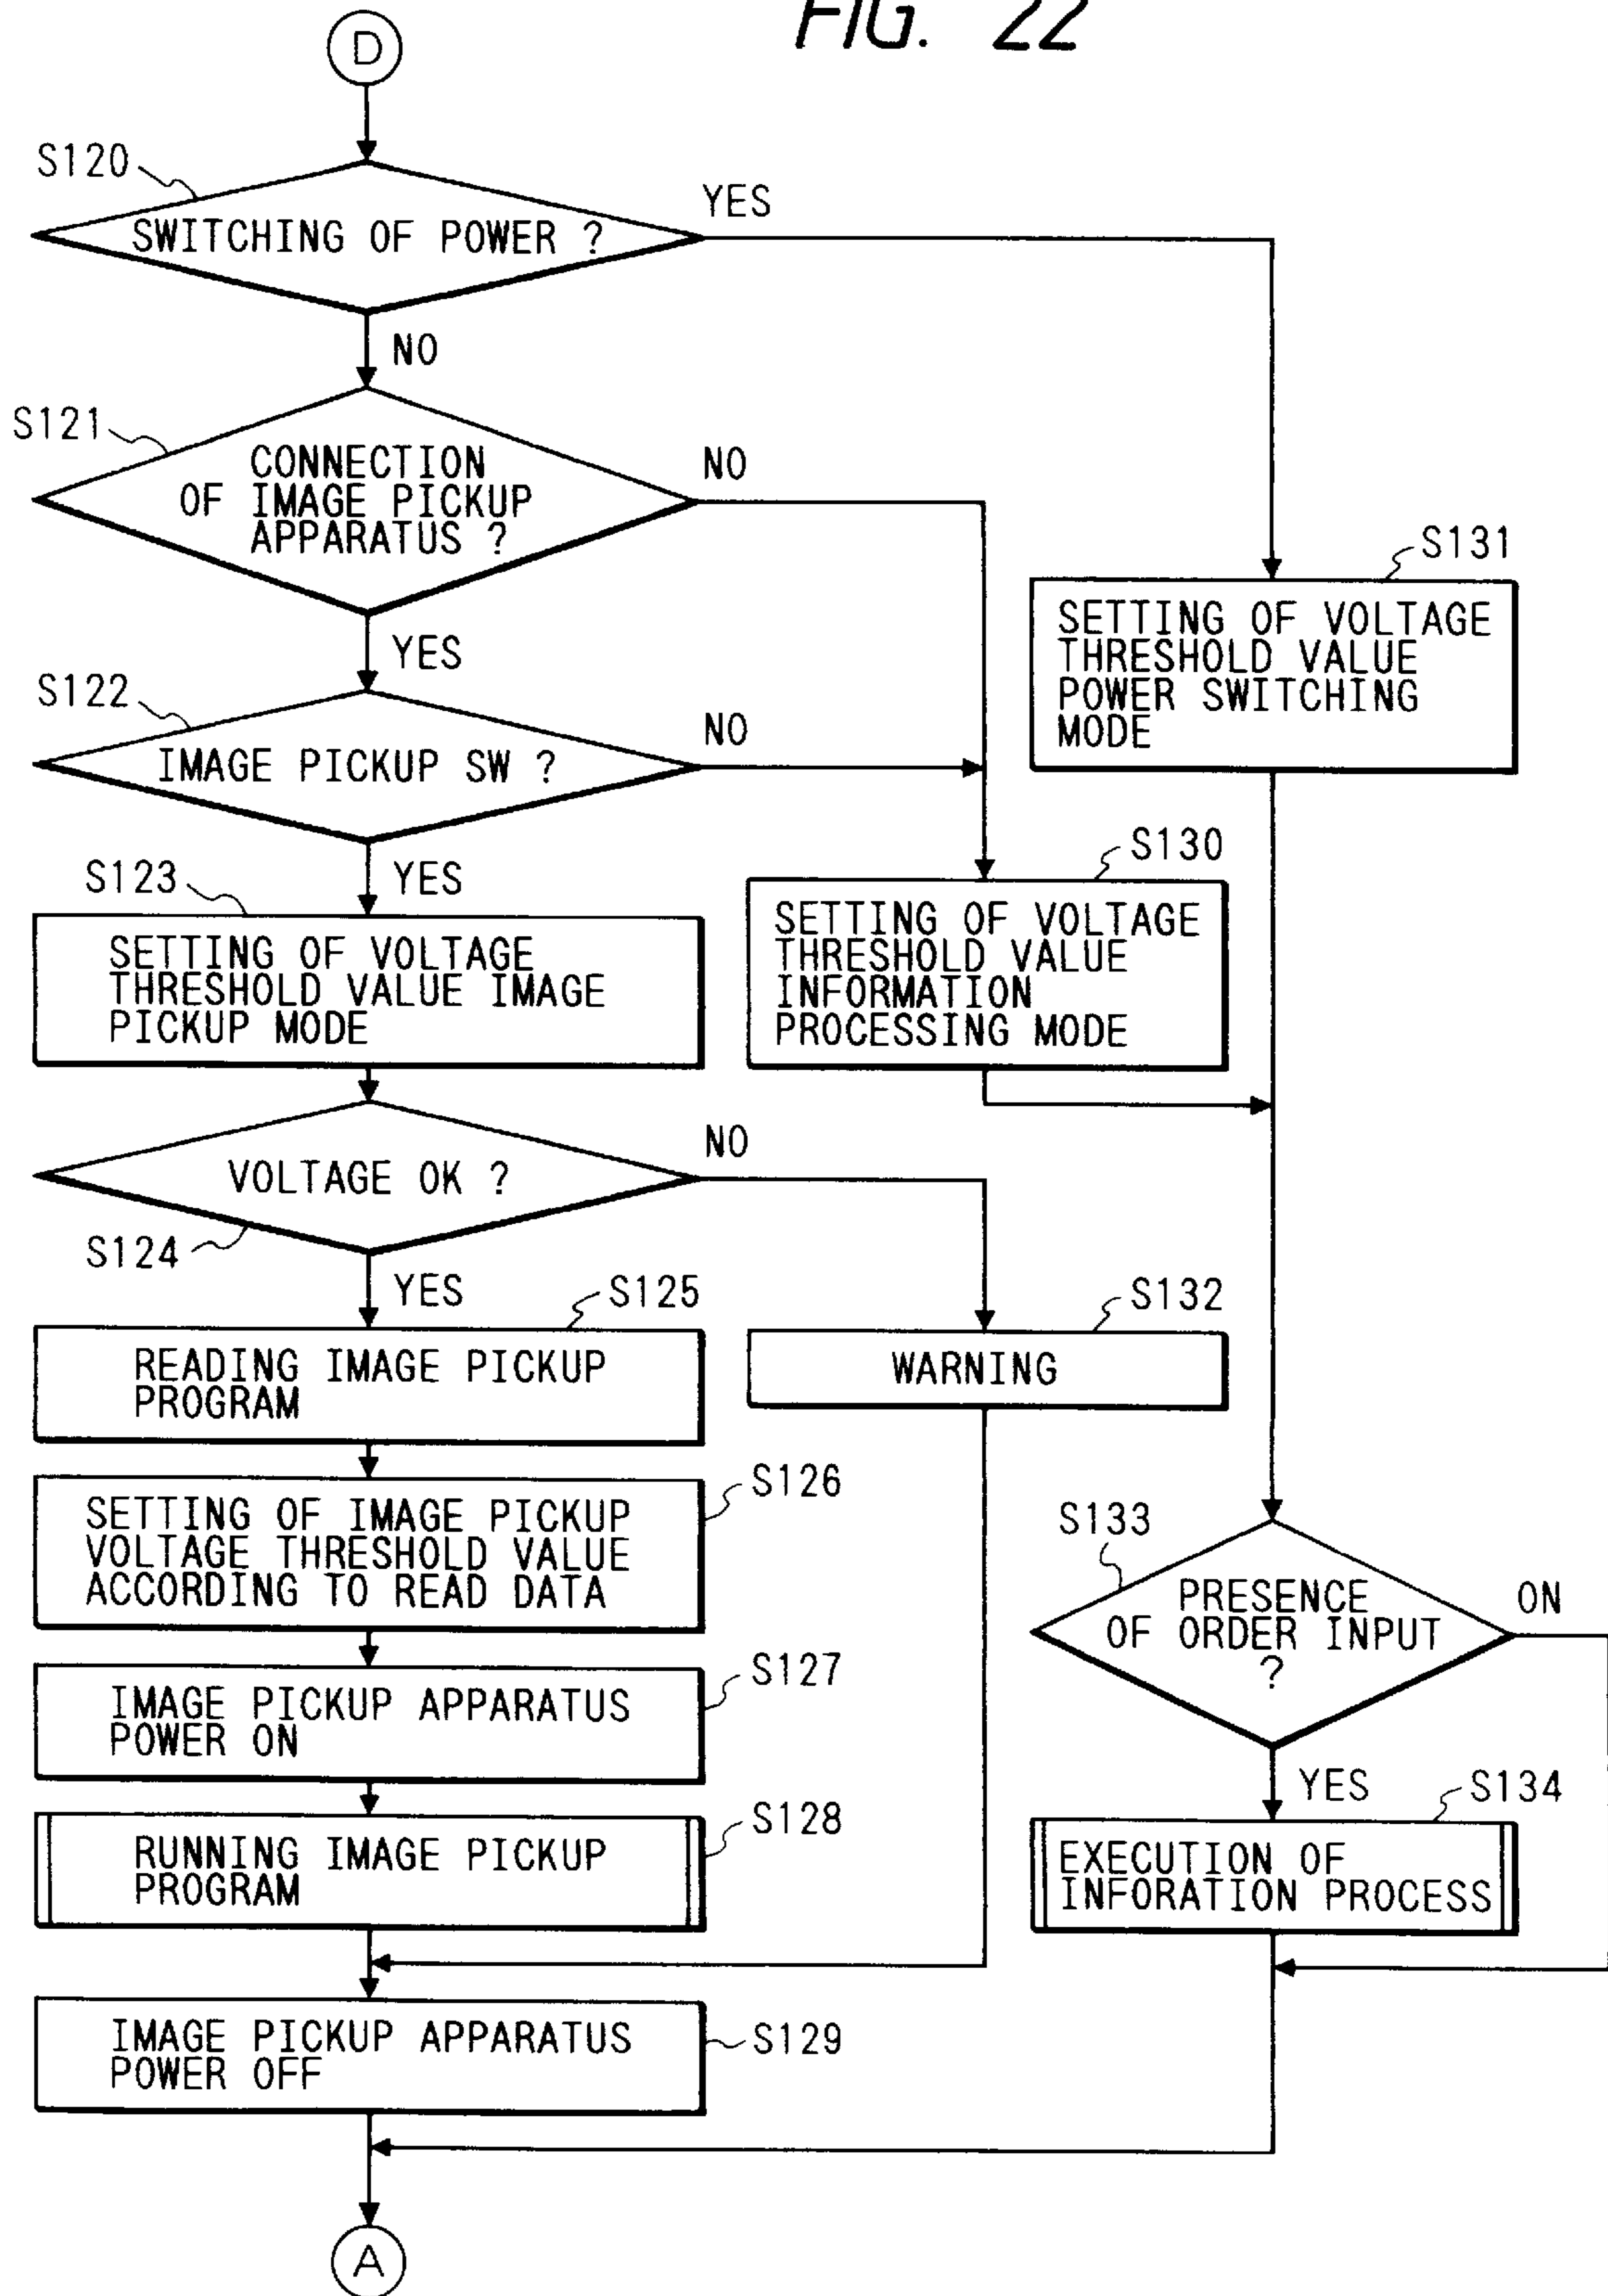 FIG. 22
D
S120
SWITCHING OF POWER ?
YES
NO
S121
CONNECTION
OF IMAGE PICKUP
APPARATUS ?
NO
YES
S131
SETTING OF VOLTAGE
THRESHOLD VALUE
POWER SWITCHING
MODE
S122
IMAGE PICKUP SW ?
NO
YES
S130
SETTING OF VOLTAGE
THRESHOLD VALUE
INFORMATION
PROCESSING MODE
S123
SETTING OF VOLTAGE
THRESHOLD VALUE IMAGE
PICKUP MODE
VOLTAGE OK ?
NO
S124
YES
S125
READING IMAGE PICKUP
PROGRAM
S132
WARNING
S126
SETTING OF IMAGE PICKUP
VOLTAGE THRESHOLD VALUE
ACCORDING TO READ DATA
S133
PRESENCE
OF ORDER INPUT
?
ON
YES
S127
IMAGE PICKUP APPARATUS
POWER ON
S128
RUNNING IMAGE PICKUP
PROGRAM
S134
EXECUTION OF
INFORATION PROCESS
S129
IMAGE PICKUP APPARATUS
POWER OFF
A